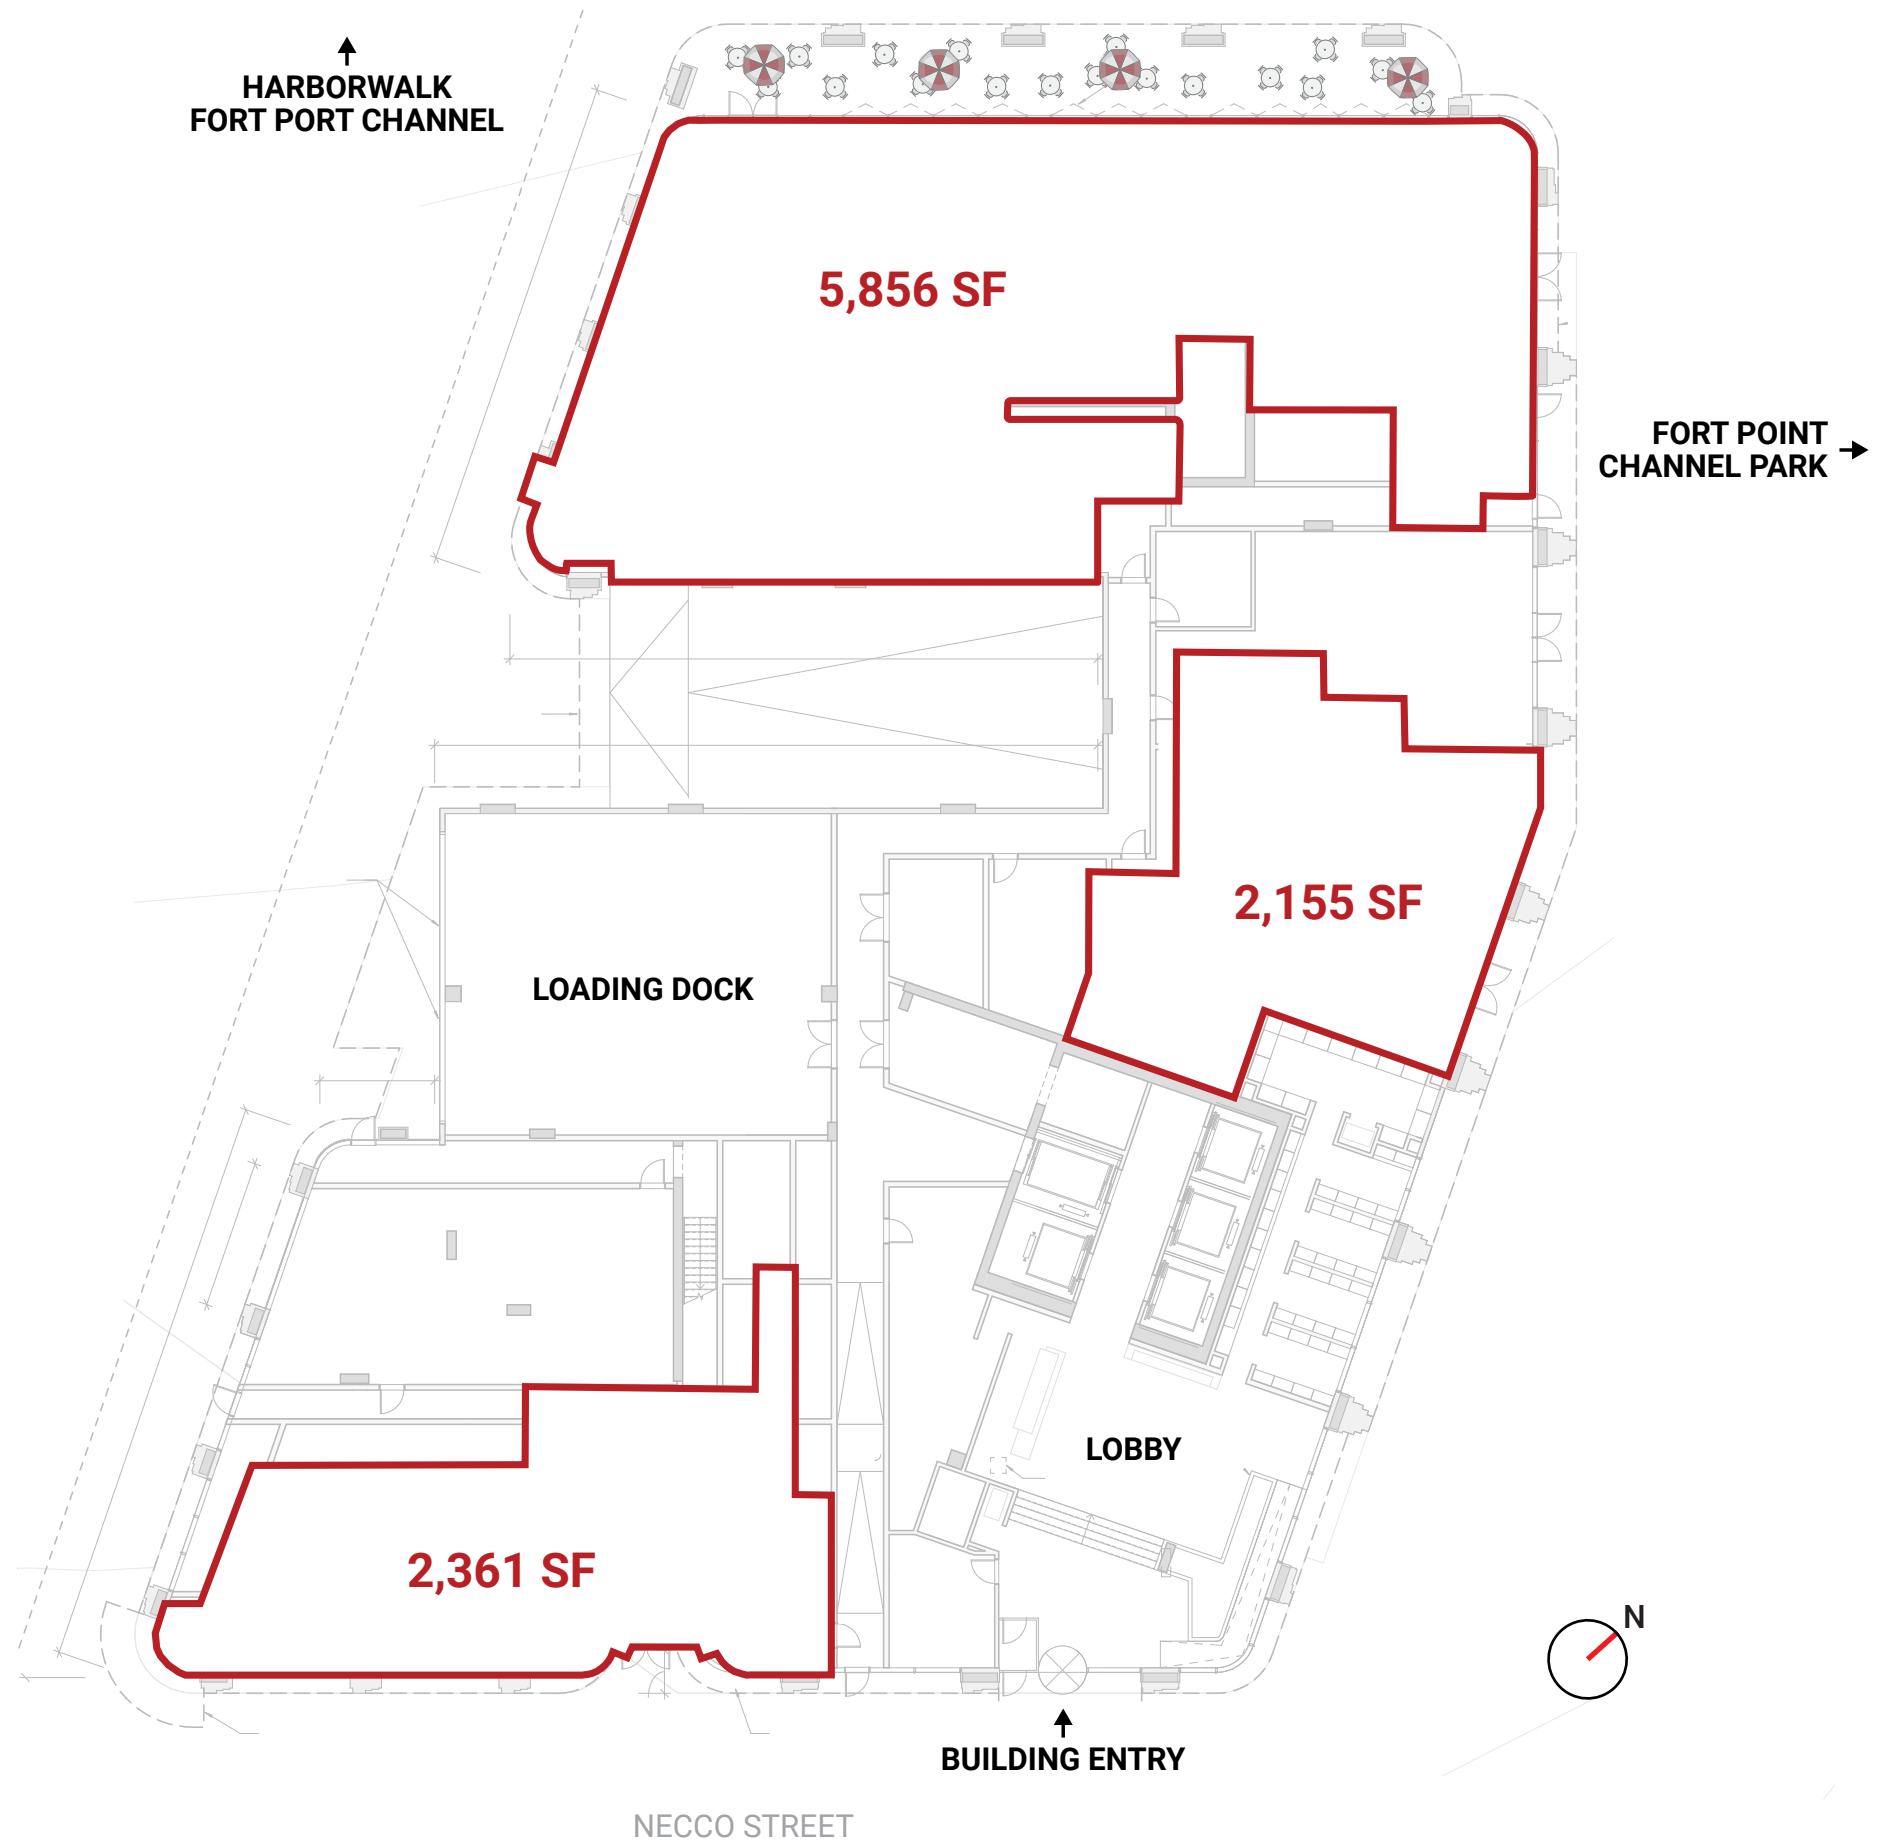 HARBORWALK
FORT PORT CHANNEL
5,856 SF
FORT POINT
CHANNEL PARK
2,155 SF
LOADING DOCK
LOBBY
2,361 SF
N
BUILDING ENTRY
NECCO STREET